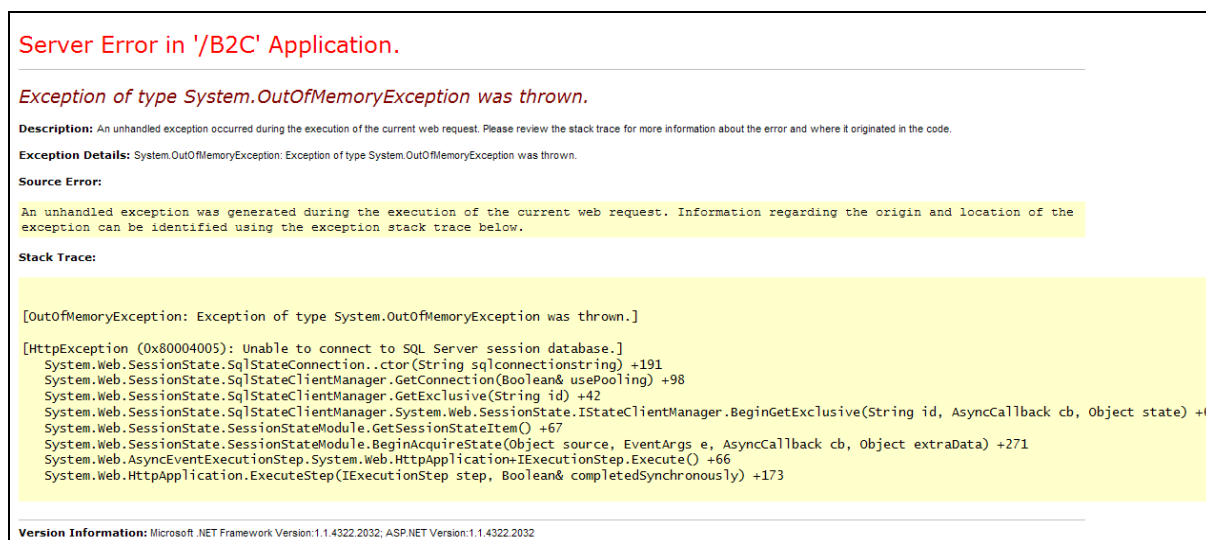 Server Error in '/B2C' Application.
Exception of type System.OutOfMemoryException was thrown.
Description: An unhandled exception occurred during the execution of the current web request. Please review the stack trace for more information about the error and where it originated in the code.
Exception Details: System.OutOfMemoryException: Exception of type System.OutOfMemoryException was thrown.
Source Error:
An unhandled exception was generated during the execution of the current web request. Information regarding the origin and location of the
exception can be identified using the exception stack trace below.
Stack Trace:
[OutOfMemoryException: Exception of type System.OutOfMemoryException was thrown.]
[HttpException (0x80004005): Unable to connect to SQL Server session database.]
System.Web.SessionState.SqlStateConnection..ctor(String sqlconnectionstring) +191
System.Web.SessionState.SqlStateClientManager.GetConnection(Boolean& usePooling) +98
System.Web.SessionState.SqlStateClientManager.GetExclusive(String id) +42
System.Web.SessionState.SqlStateClientManager.System.Web.SessionState.IStateClientManager.BeginGetExclusive(String id, AsyncCallback cb, Object state) +
System.Web.SessionState.SessionStateModule.GetSessionStateItem() +67
System.Web.SessionState.SessionStateModule.BeginAcquireState(Object source, EventArgs e, AsyncCallback cb, Object extraData) +271
System.Web.AsyncEventExecutionStep.System.Web.HttpApplication+IExecutionStep.Execute() +66
System.Web.HttpApplication.ExecuteStep(IExecutionStep step, Boolean& completedSynchronously) +173
Version Information: Microsoft .NET Framework Version:1.1.4322.2032; ASP.NET Version:1.1.4322.2032